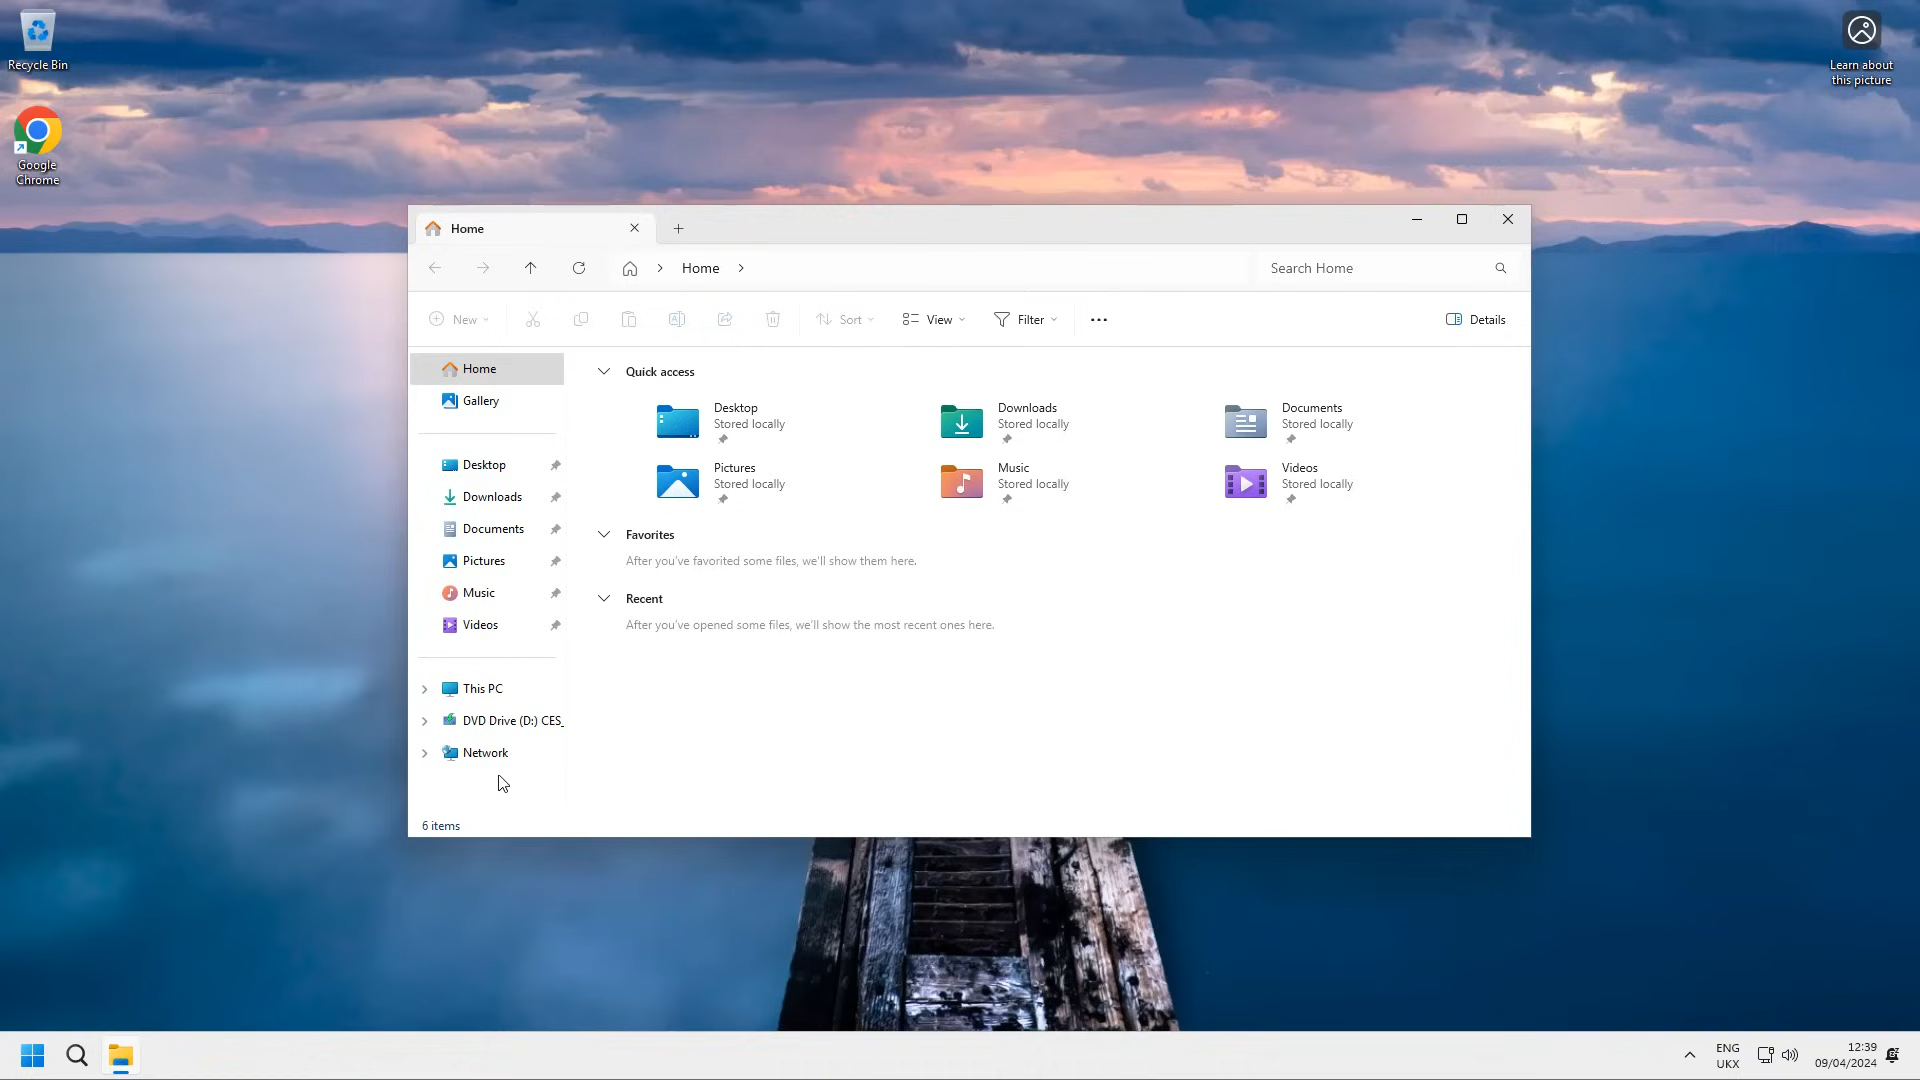 Recycle Bin
Google
Chrome
Learn about
this picture
Home
Home
Search Home
New
Sort
View
Filter
Details
Home
Gallery
Desktop
Downloads
Documents
Pictures
Music
Videos
This PC
DVD Drive (D:) CES_
Network
Quick access
Desktop
Stored locally
Downloads
Stored locally
Documents
Stored locally
Pictures
Stored locally
Music
Stored locally
Videos
Stored locally
Favorites
After you've favorited some files, we'll show them here.
Recent
After you've opened some files, we'll show the most recent ones here.
6 items
ENG
UKX
12:39
09/04/2024